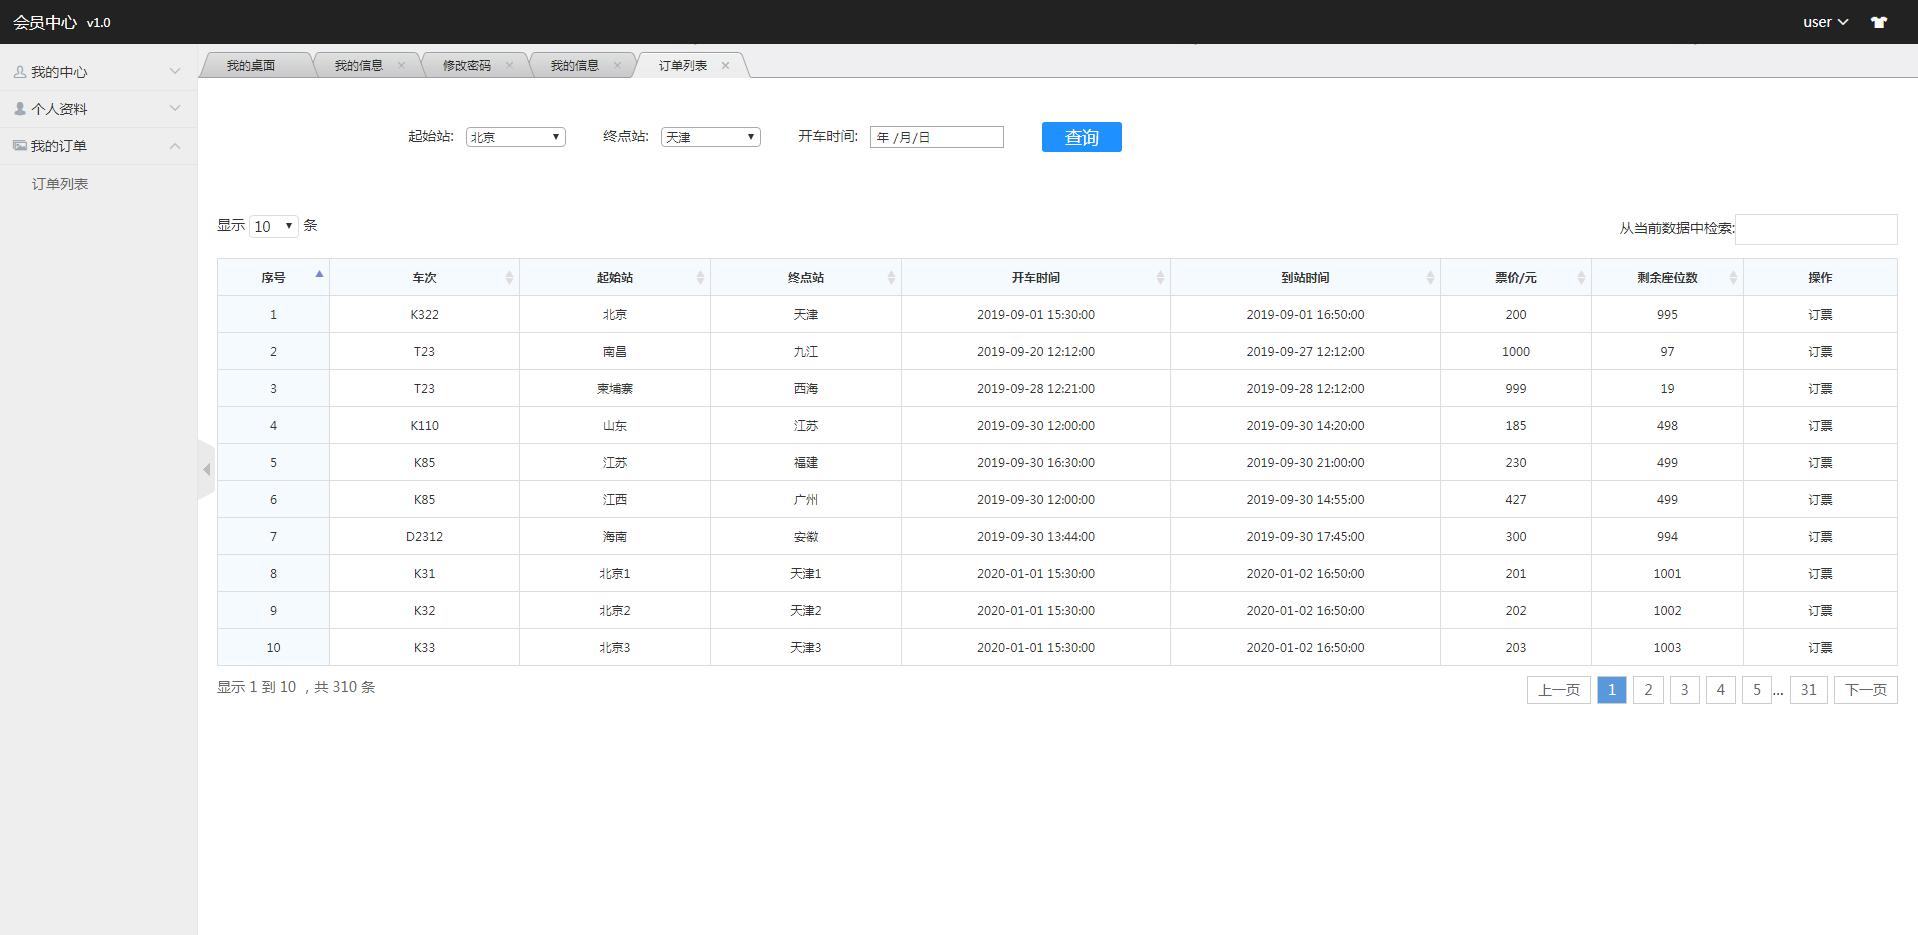 会员中心 v1.0 user
我的中心
个人资料
我的订单
订单列表
我的桌面 我的信息 修改密码 我的信息 订单列表
起始站: 北京 终点站: 天津 开车时间: 年 /月/日 查询
显示 10 条 从当前数据中检索:
序号 车次 起始站 终点站 开车时间 到站时间 票价/元 剩余座位数 操作
1 K322 北京 天津 2019-09-01 15:30:00 2019-09-01 16:50:00 200 995 订票
2 T23 南昌 九江 2019-09-20 12:12:00 2019-09-27 12:12:00 1000 97 订票
3 T23 柬埔寨 西海 2019-09-28 12:21:00 2019-09-28 12:12:00 999 19 订票
4 K110 山东 江苏 2019-09-30 12:00:00 2019-09-30 14:20:00 185 498 订票
5 K85 江苏 福建 2019-09-30 16:30:00 2019-09-30 21:00:00 230 499 订票
6 K85 江西 广州 2019-09-30 12:00:00 2019-09-30 14:55:00 427 499 订票
7 D2312 海南 安徽 2019-09-30 13:44:00 2019-09-30 17:45:00 300 994 订票
8 K31 北京1 天津1 2020-01-01 15:30:00 2020-01-02 16:50:00 201 1001 订票
9 K32 北京2 天津2 2020-01-01 15:30:00 2020-01-02 16:50:00 202 1002 订票
10 K33 北京3 天津3 2020-01-01 15:30:00 2020-01-02 16:50:00 203 1003 订票
显示 1 到 10 ，共 310 条 上一页 1 2 3 4 5 ... 31 下一页